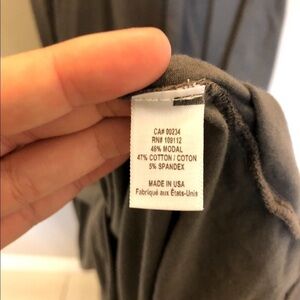 CA# 00234
RN# 109112
48% MODAL
47% COTTON / COTON
5% SPANDEX
MADE IN USA
Fabriqué aux États-Unis